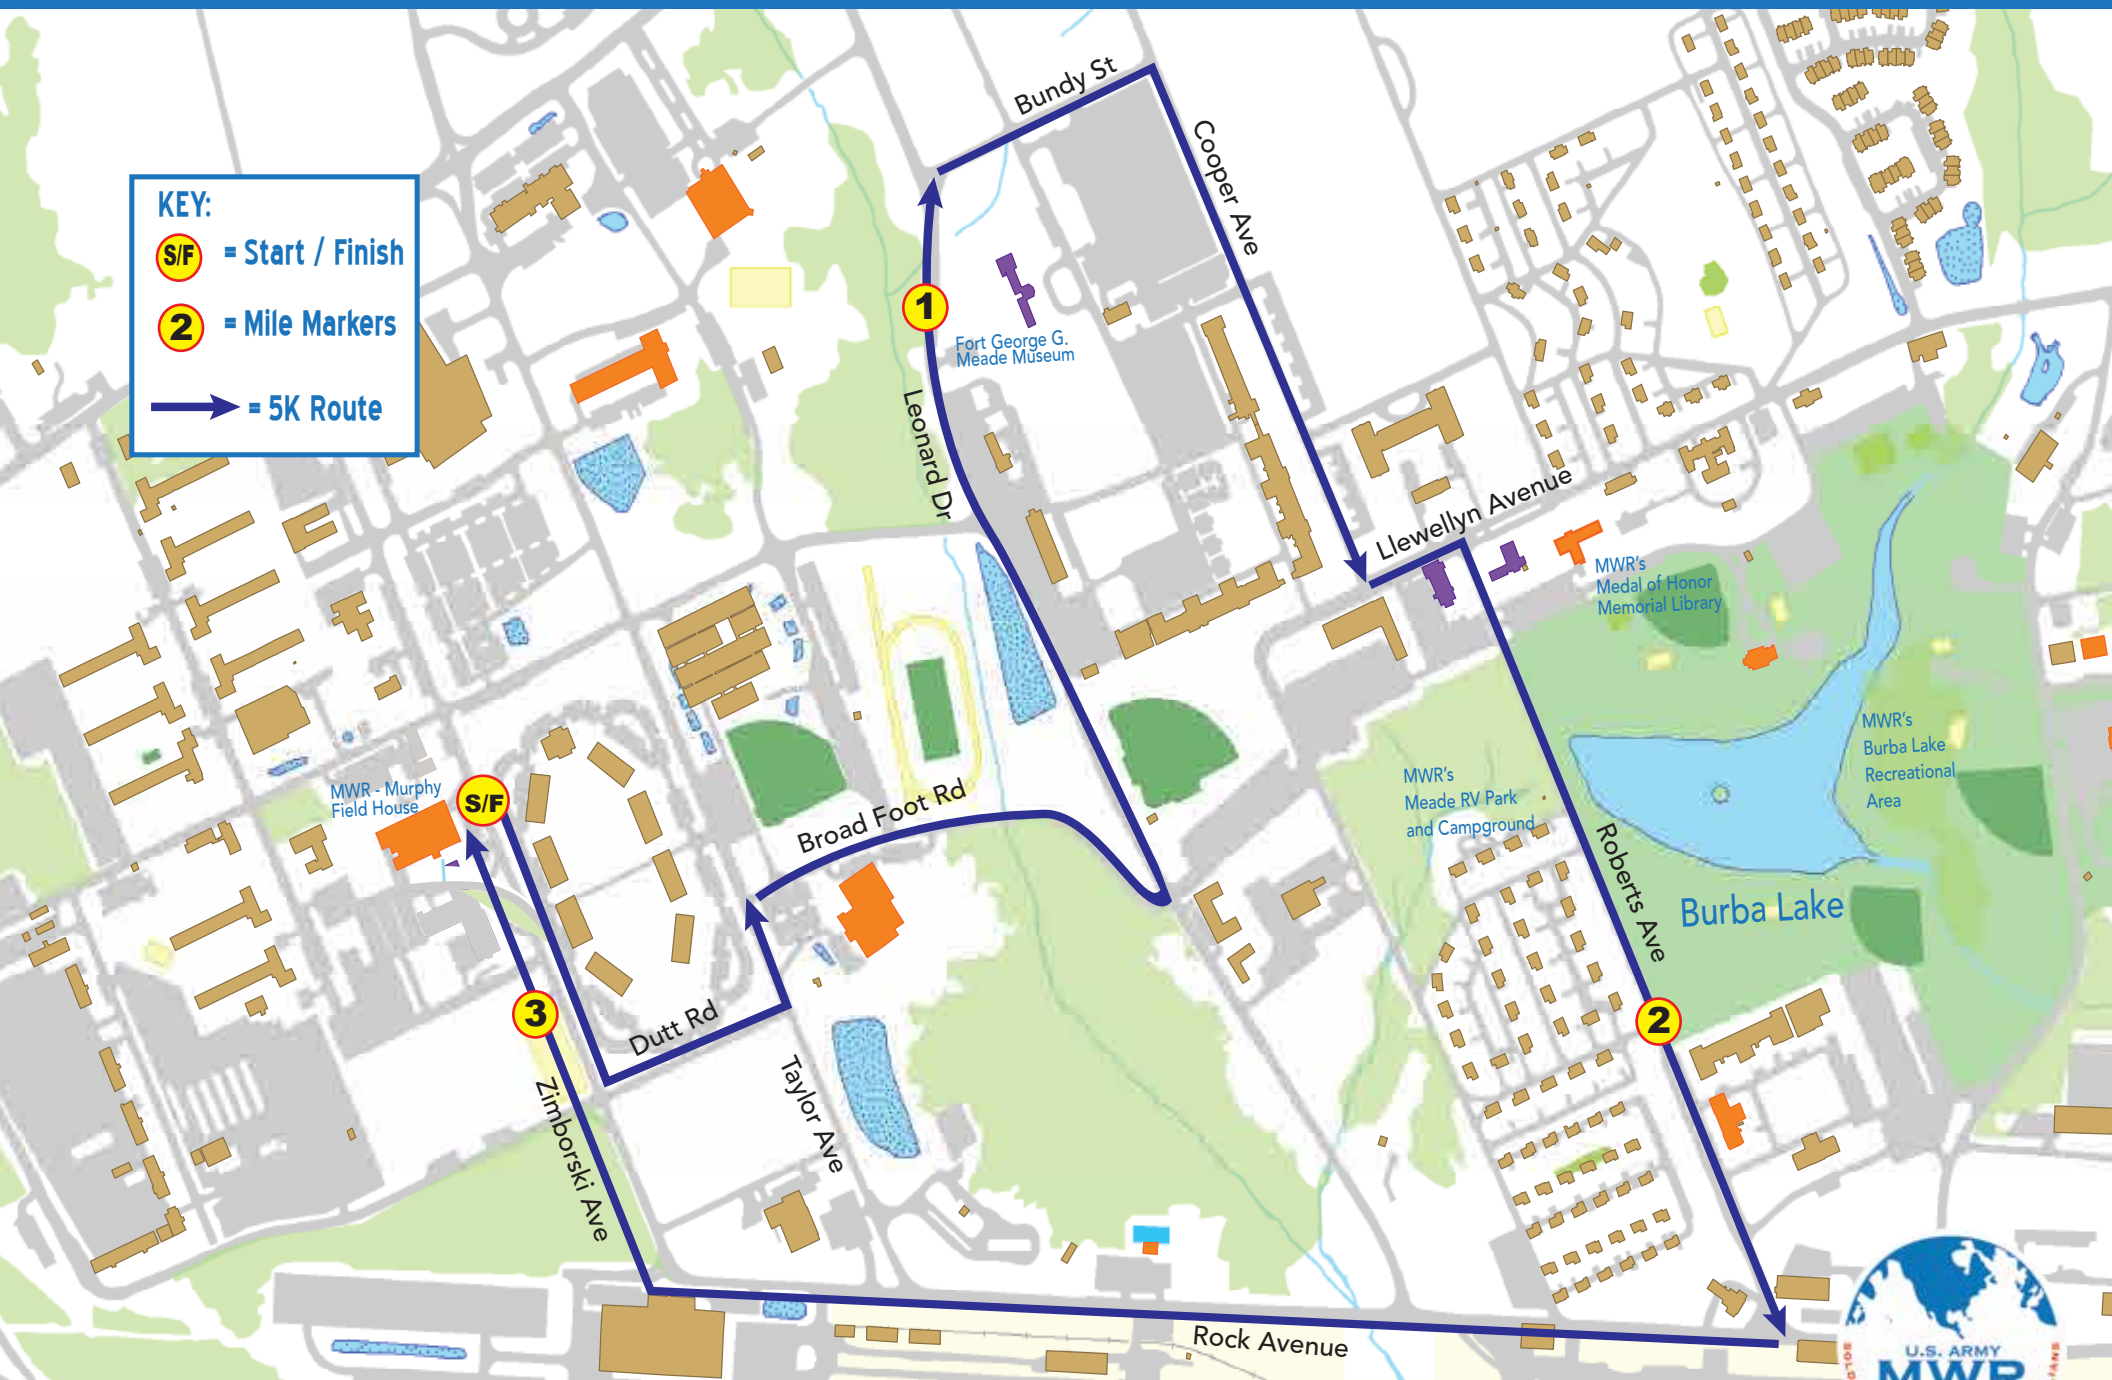 Bundy St
Cooper Ave
KEY:
S/F = Start / Finish
2 = Mile Markers
= 5K Route
1
Fort George G.
Meade Museum
Leonard Dr
Llewellyn Avenue
MWR's
Medal of Honor
Memorial Library
MWR's
Burba Lake
Recreational
Area
MWR - Murphy
Field House
S/F
Broad Foot Rd
MWR's
Meade RV Park
and Campground
Roberts Ave
Burba Lake
3
Dutt Rd
2
Taylor Ave
Zimborski Ave
Rock Avenue
U.S. ARMY
MWR